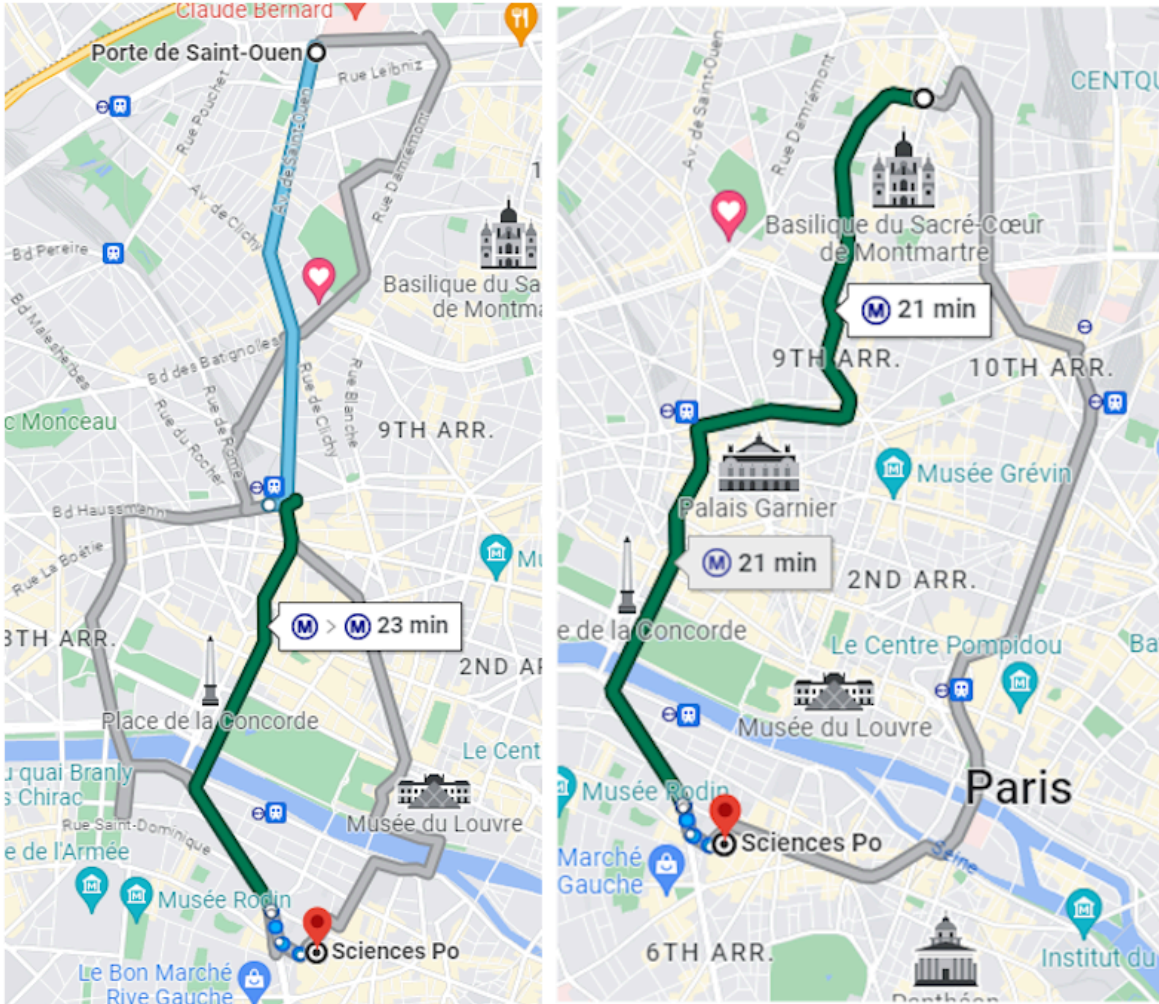 Claude Bernard
Porte de Saint-Ouen
Rue Leibniz
Rue Pouchet
Av. de Saint-Ouen
Rue Damrémont
Av. de Clichy
1
Bd Pereire
Basilique du Sa
de Montma
Bd Malesherbes
Bd des Batignolles
Rue de Clichy
Rue Blanche
c Monceau
Rue du Rocher
Rue de Rome
9TH ARR.
Bd Haussmann
Rue La Boétie
Mu
M > M 23 min
8TH ARR.
2ND AR
Place de la Concorde
Le Cent
u quai Branly
s Chirac
Rue Saint-Dominique
Musée du Louvre
e de l'Armée
Musée Rodin
Sciences Po
Le Bon Marché
Rive Gauche
Av. de Saint-Ouen
Rue Damrémont
CENTQU
Basilique du Sacré-Cœur
de Montmartre
M 21 min
9TH ARR.
10TH ARR.
Musée Grévin
Palais Garnier
M 21 min
2ND ARR.
e de la Concorde
Le Centre Pompidou
Ba
Musée du Louvre
Paris
Musée Rodin
Sciences Po
Marché
Gauche
Seine
6TH ARR.
Institut du
Panthéon